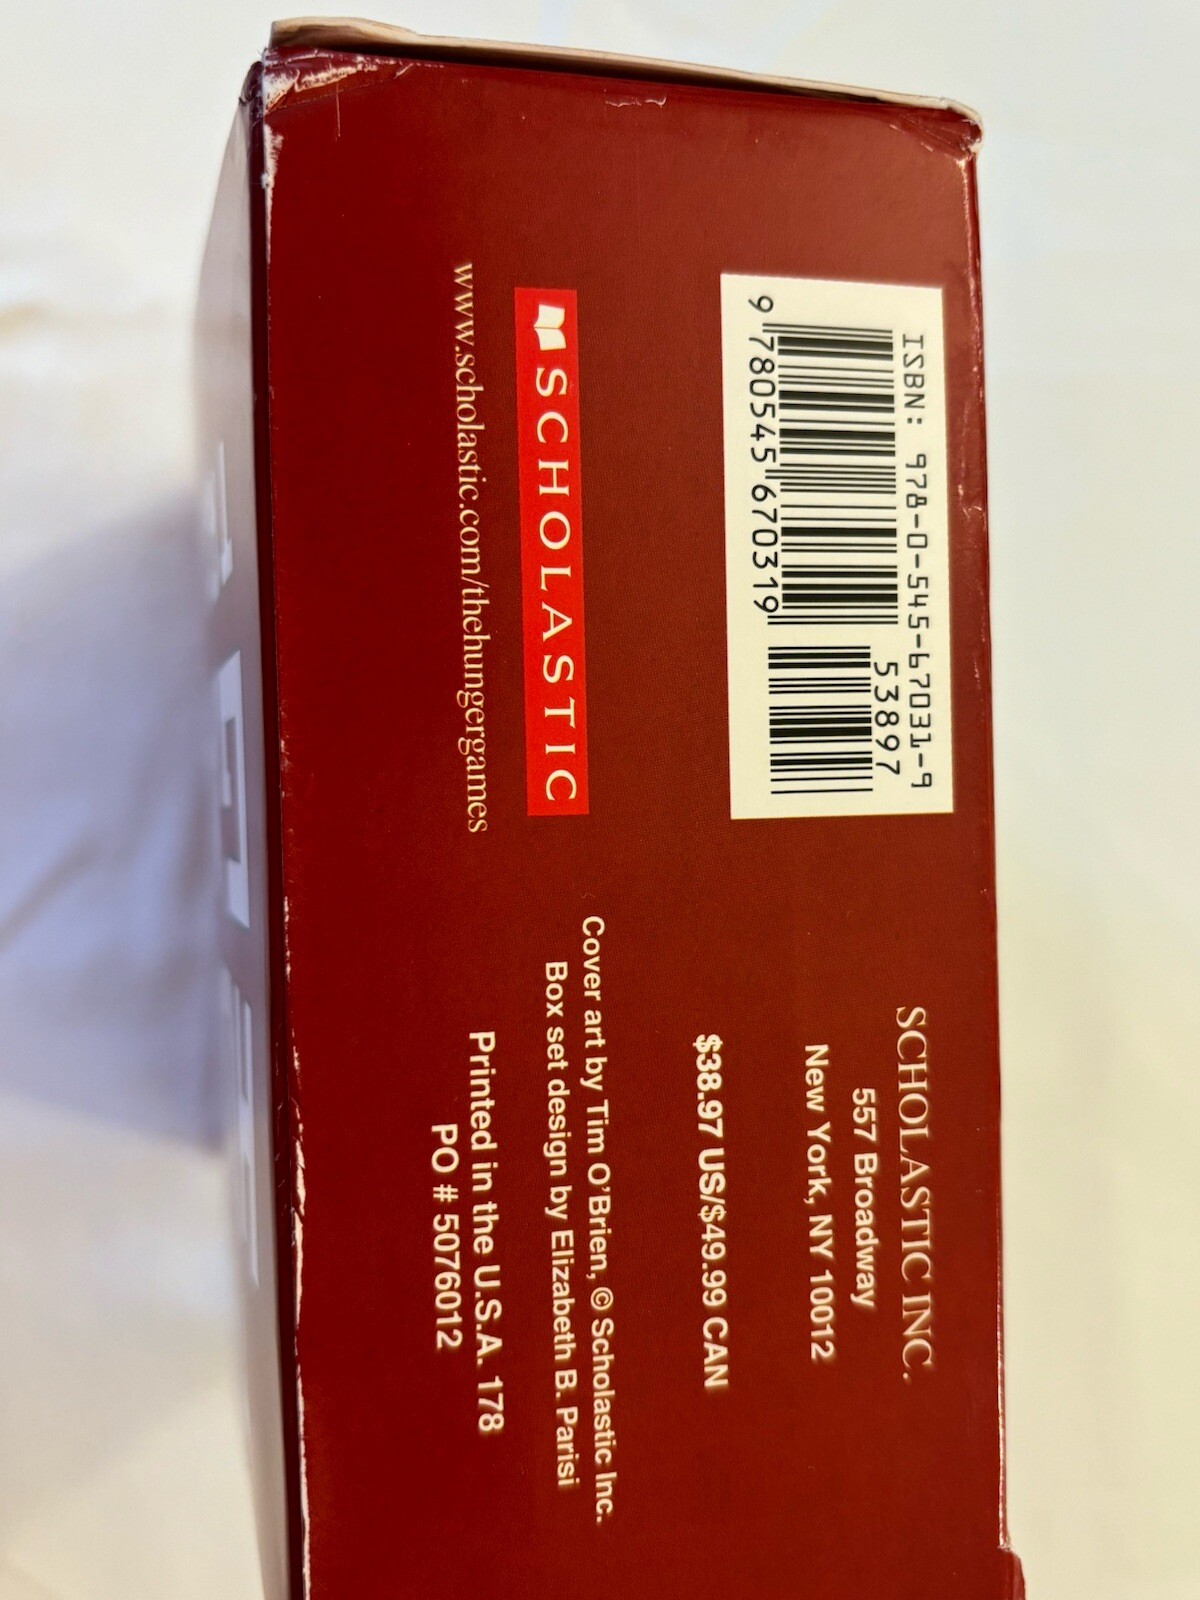 ISBN: 978-0-545-67031-9
53897
9 780545 670319
SCHOLASTIC
www.scholastic.com/thehungergames
SCHOLASTIC INC.
557 Broadway
New York, NY 10012
$38.97 US/$49.99 CAN
Cover art by Tim O'Brien, © Scholastic Inc.
Box set design by Elizabeth B. Parisi
Printed in the U.S.A. 178
PO # 5076012